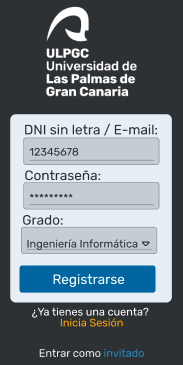 ULPGC
Universidad de
Las Palmas de
Gran Canaria
DNI sin letra / E-mail:
12345678
Contraseña:
*********
Grado:
Ingeniería Informática
Registrarse
¿Ya tienes una cuenta?
Inicia Sesión
Entrar como invitado